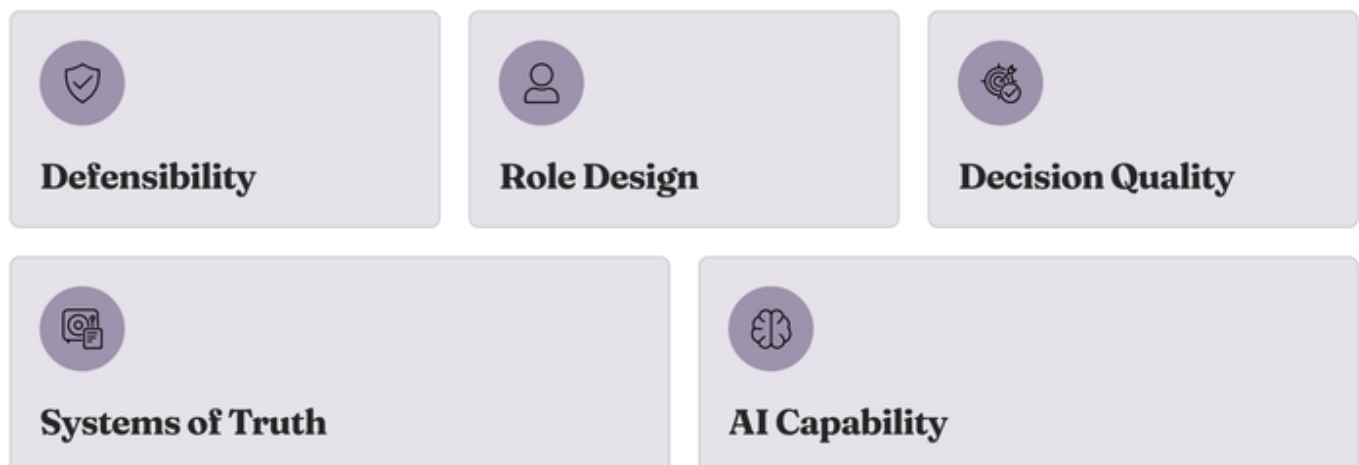 Defensibility
Role Design
Decision Quality
Systems of Truth
AI Capability